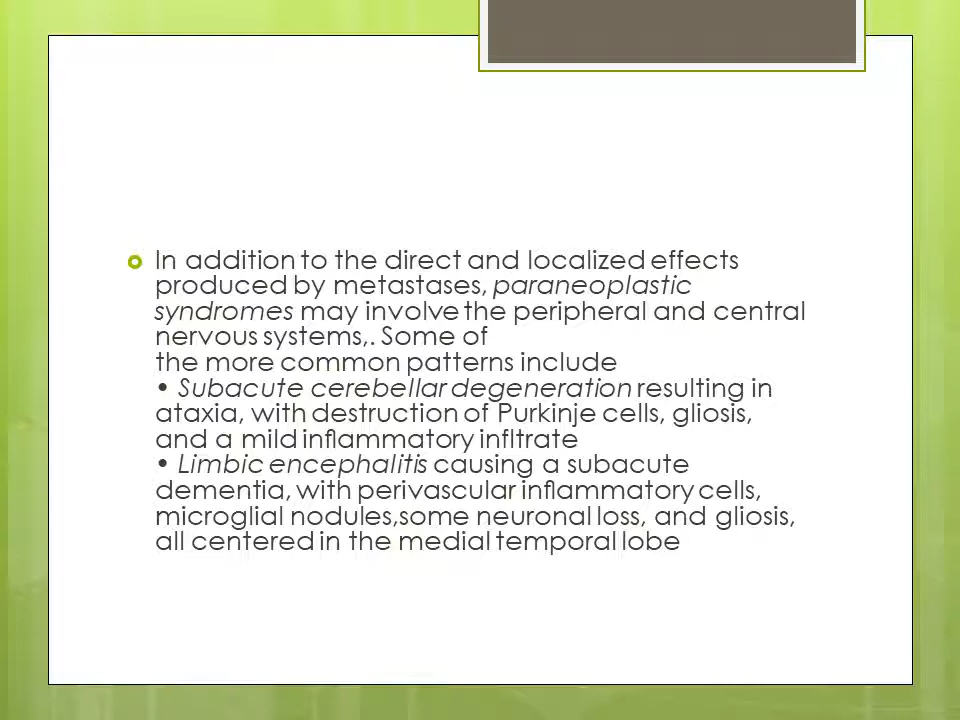 In addition to the direct and localized effects
produced by metastases, paraneoplastic
syndromes may involve the peripheral and central
nervous systems,. Some of
the more common patterns include
• Subacute cerebellar degeneration resulting in
ataxia, with destruction of Purkinje cells, gliosis,
and a mild inflammatory infltrate
• Limbic encephalitis causing a subacute
dementia, with perivascular inflammatory cells,
microglial nodules,some neuronal loss, and gliosis,
all centered in the medial temporal lobe